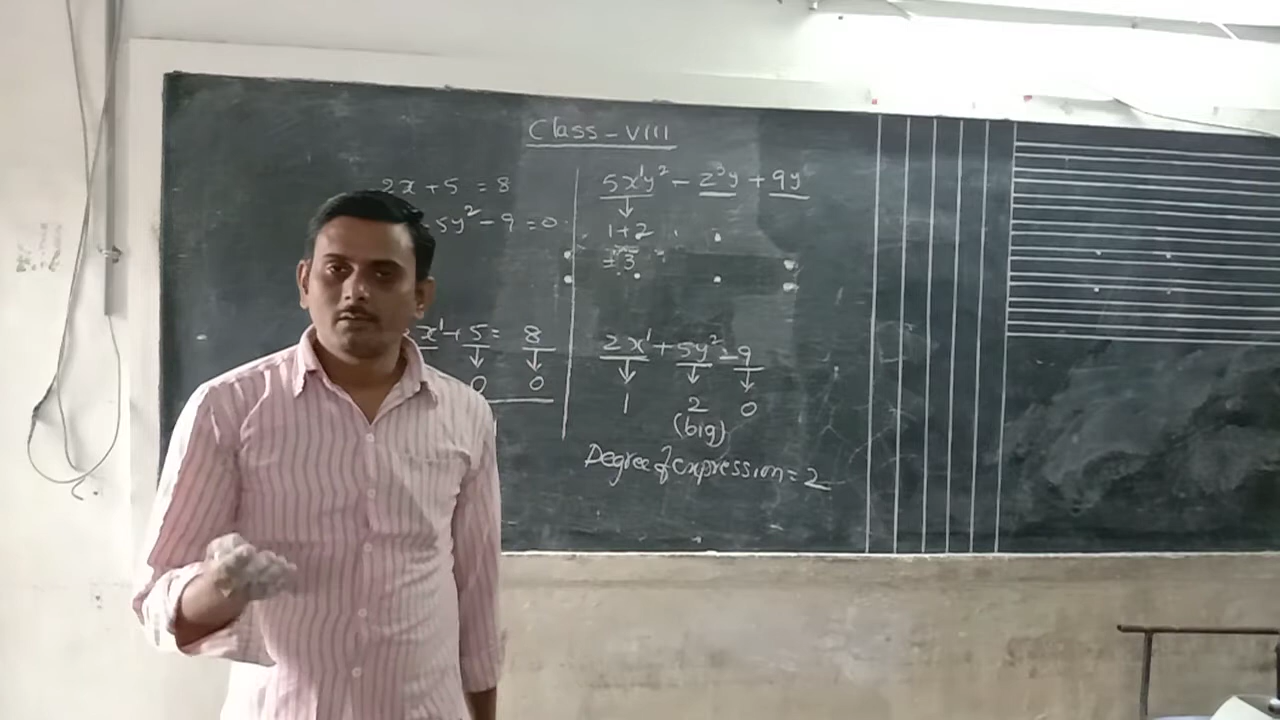 Class - VIII
2x + 5 = 8
5y² - 9 = 0
x¹ + 5 = 8
↓ ↓
0 0
5x¹y² - z³y + 9y
↓
1+2
= 3
2x¹ + 5y² - 9
↓ ↓ ↓
1 2 0
(big)
Degree of expression = 2